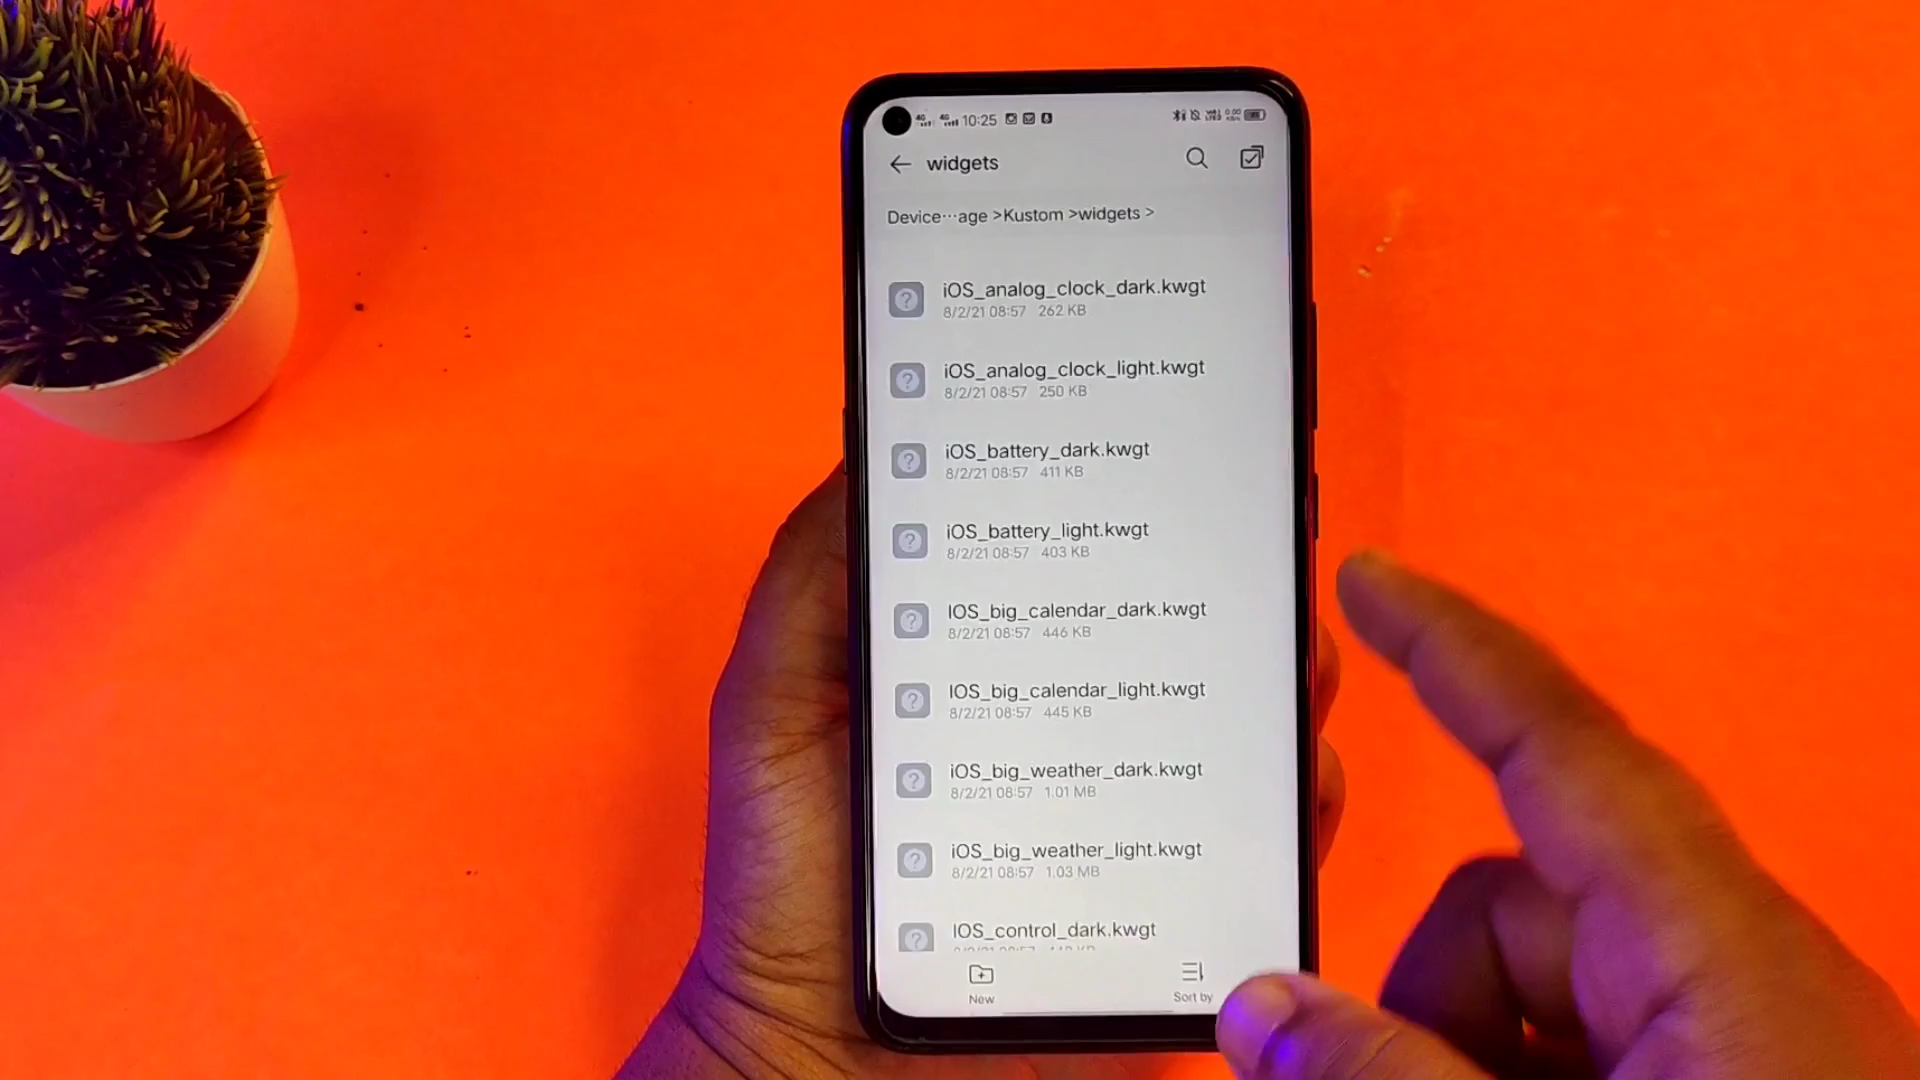 10:25
widgets
Device···age >Kustom >widgets >
iOS_analog_clock_dark.kwgt
8/2/21 08:57 262 KB
iOS_analog_clock_light.kwgt
8/2/21 08:57 250 KB
iOS_battery_dark.kwgt
8/2/21 08:57 411 KB
iOS_battery_light.kwgt
8/2/21 08:57 403 KB
IOS_big_calendar_dark.kwgt
8/2/21 08:57 446 KB
IOS_big_calendar_light.kwgt
8/2/21 08:57 445 KB
iOS_big_weather_dark.kwgt
8/2/21 08:57 1.01 MB
iOS_big_weather_light.kwgt
8/2/21 08:57 1.03 MB
IOS_control_dark.kwgt
New
Sort by